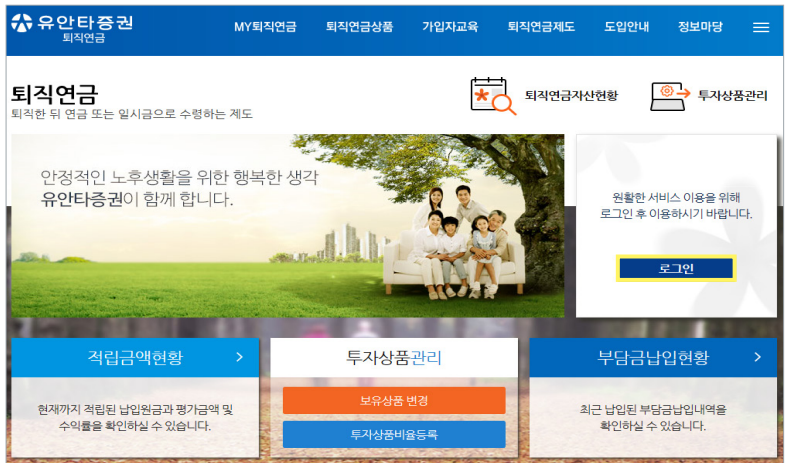 유안타증권
퇴직연금
MY퇴직연금 퇴직연금상품 가입자교육 퇴직연금제도 도입안내 정보마당
퇴직연금
퇴직한 뒤 연금 또는 일시금으로 수령하는 제도
퇴직연금자산현황 투자상품관리
안정적인 노후생활을 위한 행복한 생각
유안타증권이 함께 합니다.
원활한 서비스 이용을 위해
로그인 후 이용하시기 바랍니다.
로그인
적립금액현황 >
현재까지 적립된 납입원금과 평가금액 및
수익률을 확인하실 수 있습니다.
투자상품관리
보유상품 변경
투자상품비율등록
부담금납입현황 >
최근 납입된 부담금납입내역을
확인하실 수 있습니다.